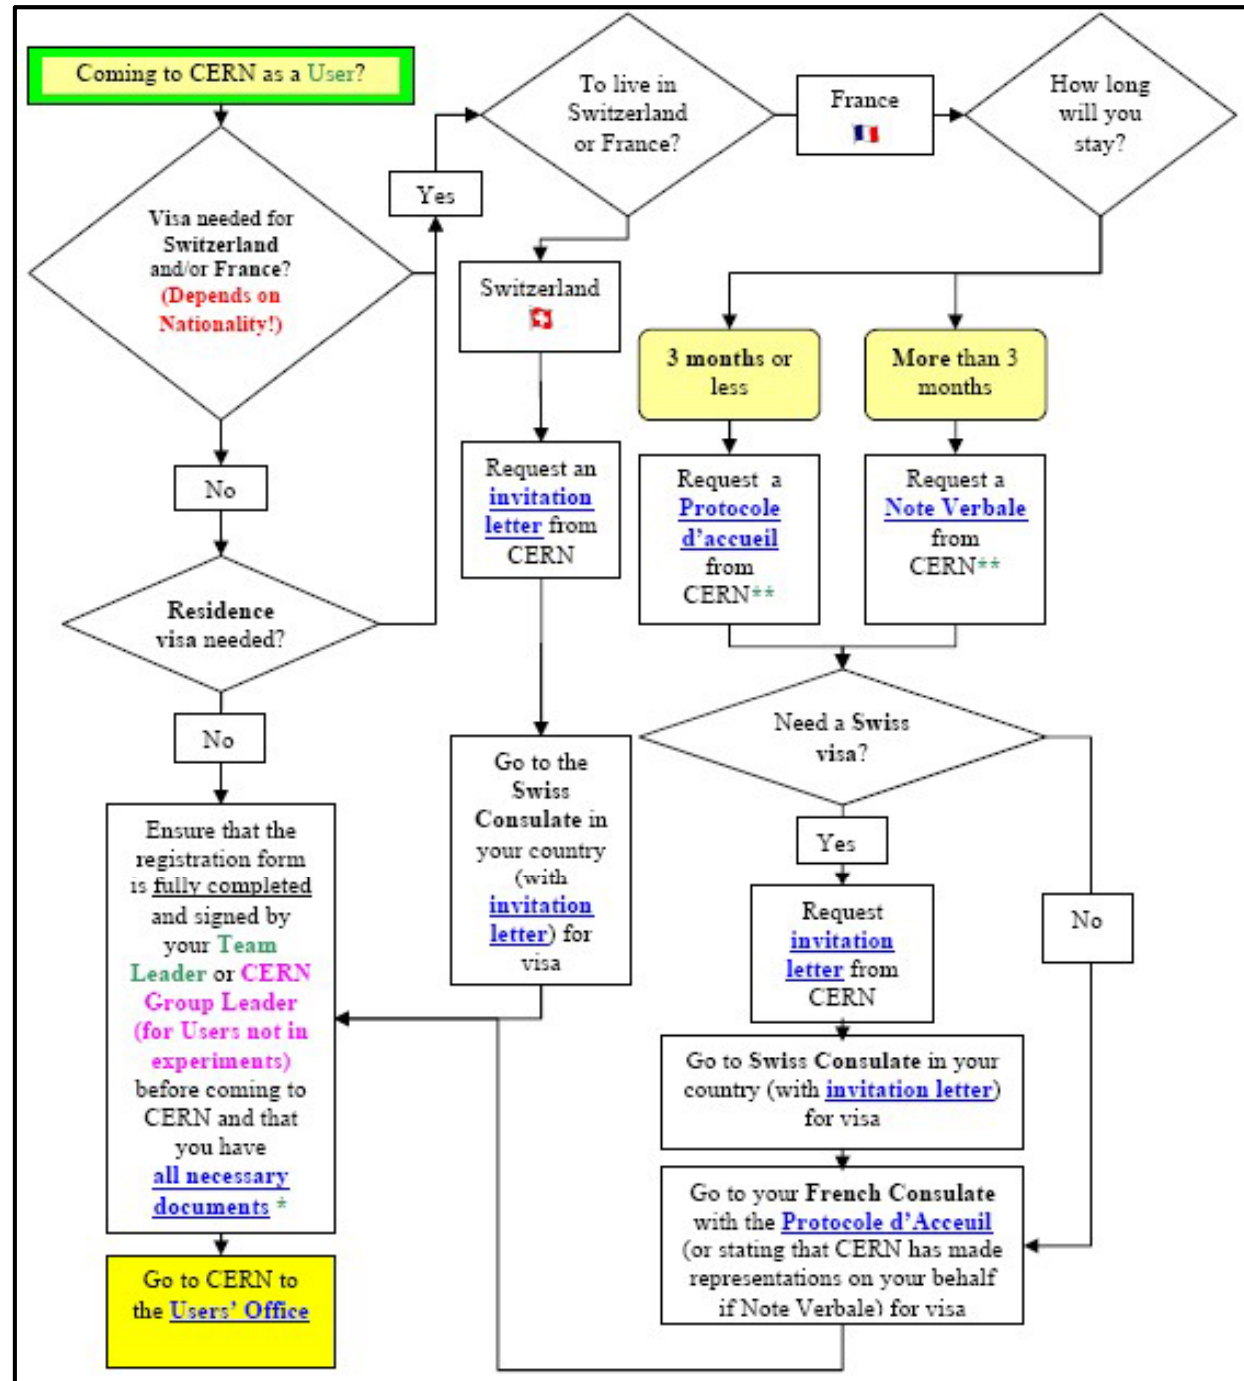 Coming to CERN as a User?
Visa needed for
Switzerland
and/or France?
(Depends on
Nationality!)
Yes
No
Residence
visa needed?
No
Ensure that the
registration form
is fully completed
and signed by
your Team
Leader or CERN
Group Leader
(for Users not in
experiments)
before coming to
CERN and that
you have
all necessary
documents *
Go to CERN to
the Users' Office
To live in
Switzerland
or France?
Switzerland
Request an
invitation
letter from
CERN
Go to the
Swiss
Consulate in
your country
(with
invitation
letter) for
visa
France
How long
will you
stay?
3 months or
less
More than 3
months
Request a
Protocole
d'accueil
from
CERN**
Request a
Note Verbale
from
CERN**
Need a Swiss
visa?
Yes
No
Request
invitation
letter from
CERN
Go to Swiss Consulate in your
country (with invitation letter)
for visa
Go to your French Consulate
with the Protocole d'Acceuil
(or stating that CERN has made
representations on your behalf
if Note Verbale) for visa